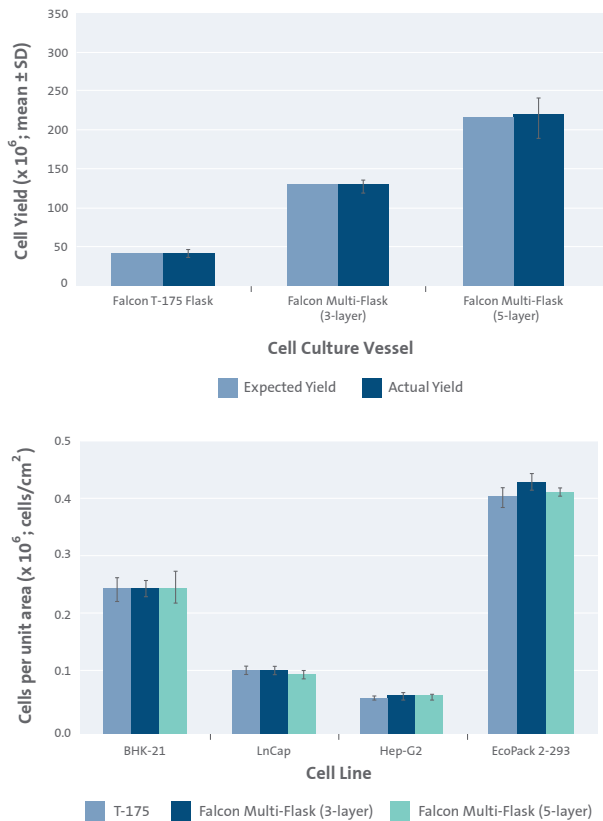 350
300
250
200
150
100
50
0
Cell Yield (x 10⁶; mean ± SD)
Falcon T-175 Flask
Falcon Multi-Flask
(3-layer)
Falcon Multi-Flask
(5-layer)
Cell Culture Vessel
Expected Yield
Actual Yield
0.5
0.4
0.3
0.2
0.1
0.0
Cells per unit area (x 10⁶; cells/cm²)
BHK-21
LnCap
Hep-G2
EcoPack 2-293
Cell Line
T-175
Falcon Multi-Flask (3-layer)
Falcon Multi-Flask (5-layer)